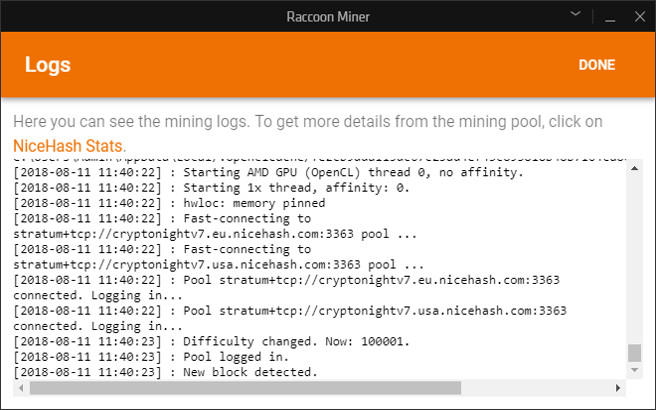 Raccoon Miner
Logs
DONE
Here you can see the mining logs. To get more details from the mining pool, click on
NiceHash Stats.
[2018-08-11 11:40:22] : Starting AMD GPU (OpenCL) thread 0, no affinity.
[2018-08-11 11:40:22] : Starting 1x thread, affinity: 0.
[2018-08-11 11:40:22] : hwloc: memory pinned
[2018-08-11 11:40:22] : Fast-connecting to
stratum+tcp://cryptonightv7.eu.nicehash.com:3363 pool ...
[2018-08-11 11:40:22] : Fast-connecting to
stratum+tcp://cryptonightv7.usa.nicehash.com:3363 pool ...
[2018-08-11 11:40:22] : Pool stratum+tcp://cryptonightv7.eu.nicehash.com:3363
connected. Logging in...
[2018-08-11 11:40:22] : Pool stratum+tcp://cryptonightv7.usa.nicehash.com:3363
connected. Logging in...
[2018-08-11 11:40:23] : Difficulty changed. Now: 100001.
[2018-08-11 11:40:23] : Pool logged in.
[2018-08-11 11:40:23] : New block detected.